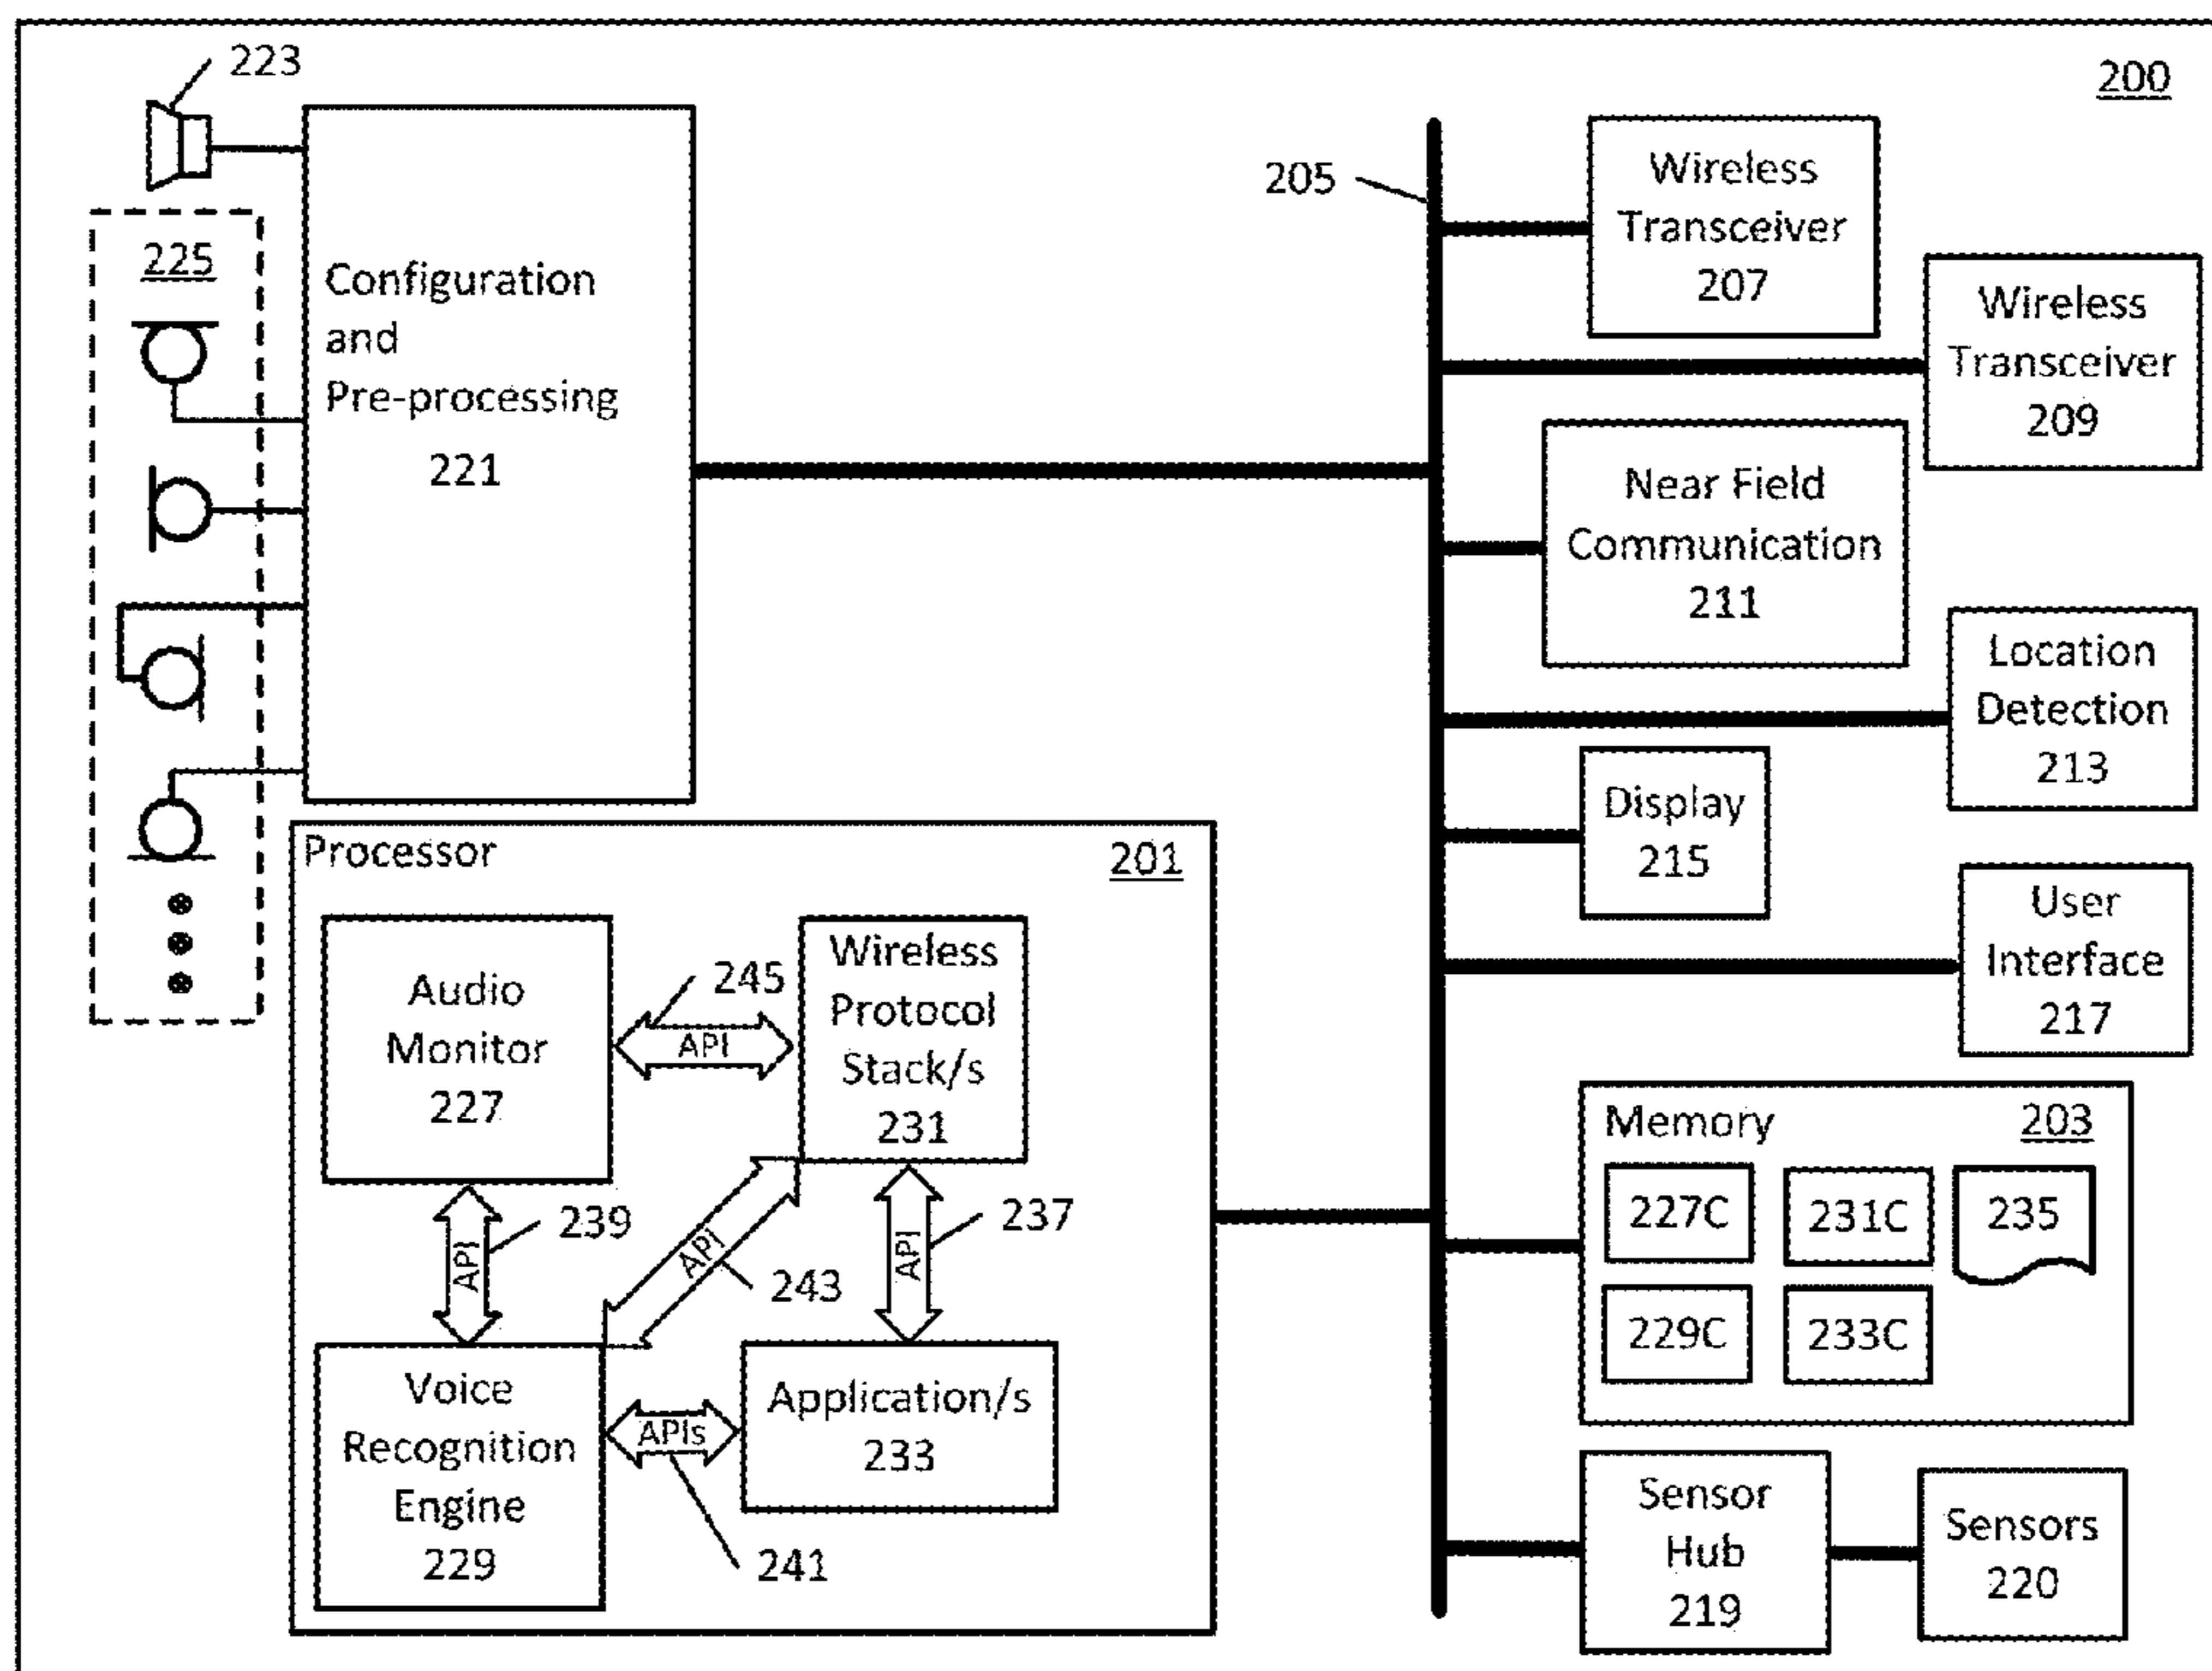 200
223
225
Configuration
and
Pre-processing
221
205
Wireless
Transceiver
207
Wireless
Transceiver
209
Near Field
Communication
211
Location
Detection
213
Display
215
User
Interface
217
Processor
201
Audio
Monitor
227
245
API
Wireless
Protocol
Stack/s
231
API
239
API
243
API
237
Voice
Recognition
Engine
229
APIs
241
Application/s
233
Memory
203
227C
231C
235
229C
233C
Sensor
Hub
219
Sensors
220